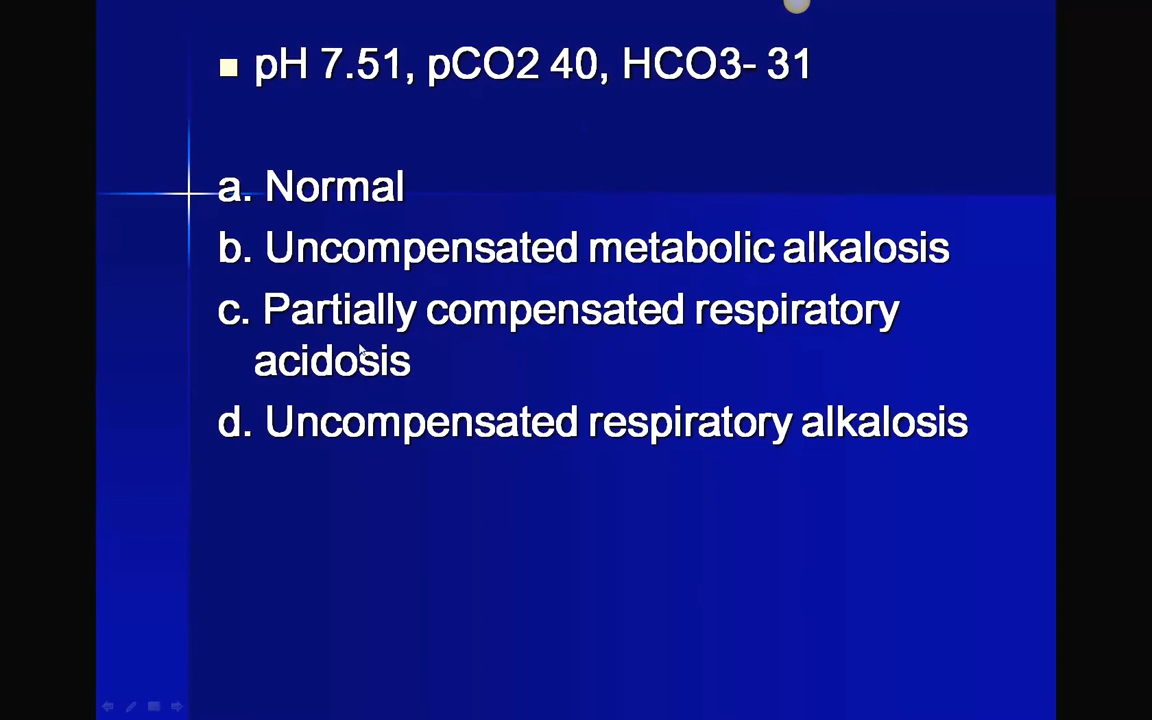 pH 7.51, pCO2 40, HCO3- 31
a. Normal
b. Uncompensated metabolic alkalosis
c. Partially compensated respiratory
acidosis
d. Uncompensated respiratory alkalosis